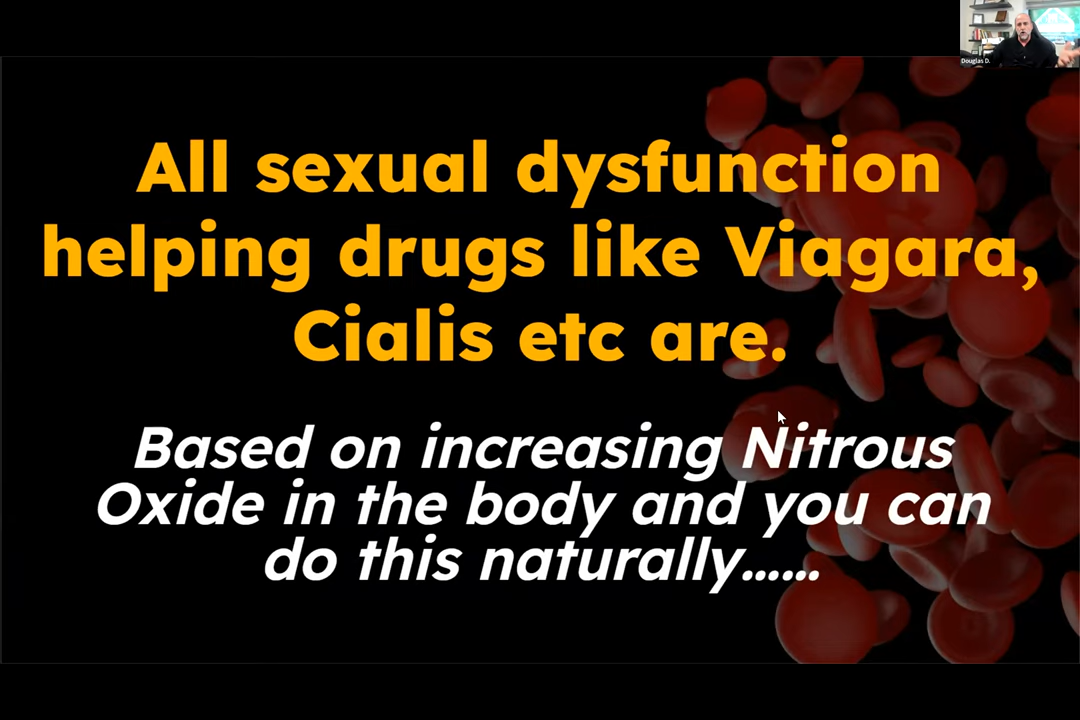 Douglas D.
All sexual dysfunction
helping drugs like Viagara,
Cialis etc are.
Based on increasing Nitrous
Oxide in the body and you can
do this naturally......